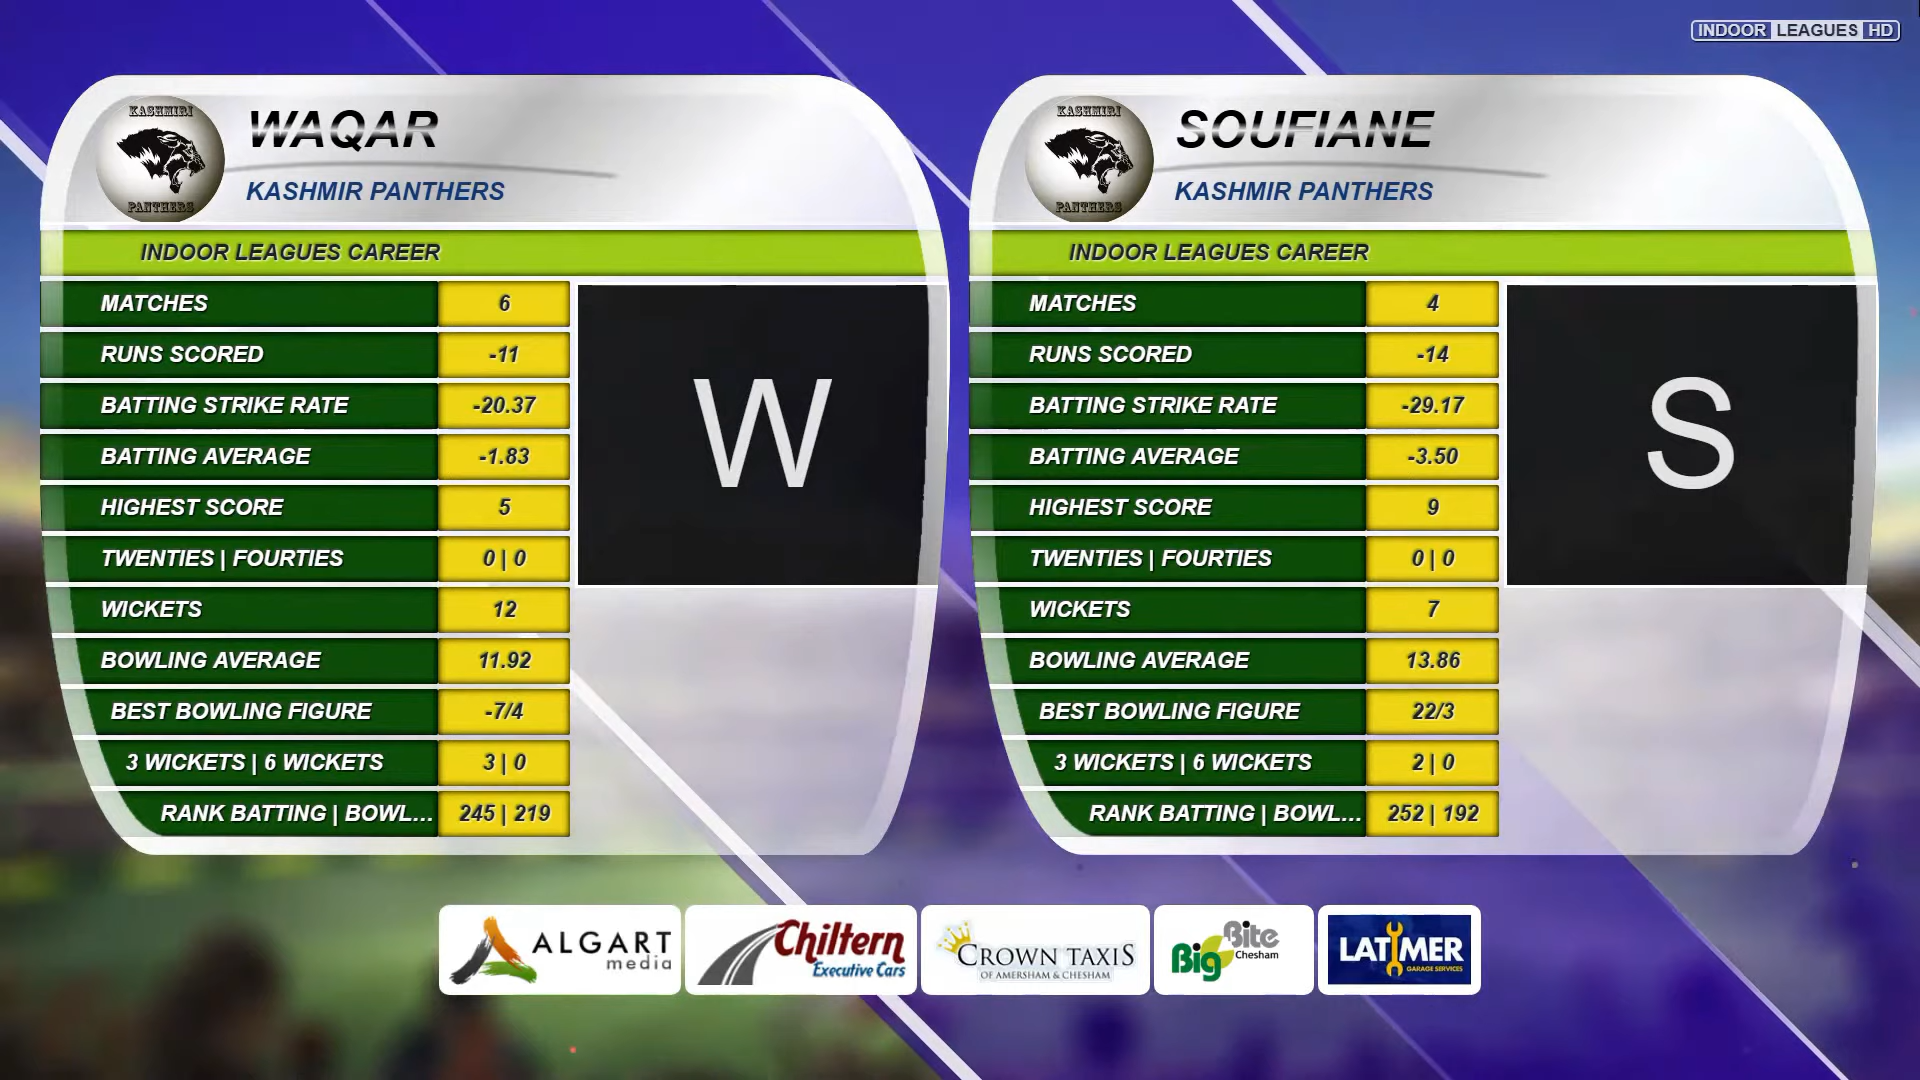 INDOOR LEAGUES HD
KASHMIRI
PANTHERS
WAQAR
KASHMIR PANTHERS
INDOOR LEAGUES CAREER
MATCHES 6
RUNS SCORED -11
BATTING STRIKE RATE -20.37
BATTING AVERAGE -1.83
HIGHEST SCORE 5
TWENTIES | FOURTIES 0 | 0
WICKETS 12
BOWLING AVERAGE 11.92
BEST BOWLING FIGURE -7/4
3 WICKETS | 6 WICKETS 3 | 0
RANK BATTING | BOWL... 245 | 219
W
KASHMIRI
PANTHERS
SOUFIANE
KASHMIR PANTHERS
INDOOR LEAGUES CAREER
MATCHES 4
RUNS SCORED -14
BATTING STRIKE RATE -29.17
BATTING AVERAGE -3.50
HIGHEST SCORE 9
TWENTIES | FOURTIES 0 | 0
WICKETS 7
BOWLING AVERAGE 13.86
BEST BOWLING FIGURE 22/3
3 WICKETS | 6 WICKETS 2 | 0
RANK BATTING | BOWL... 252 | 192
S
ALGART
media
Chiltern
Executive Cars
CROWN TAXIS
OF AMERSHAM & CHESHAM
Big Bite
Chesham
LATIMER
GARAGE SERVICES